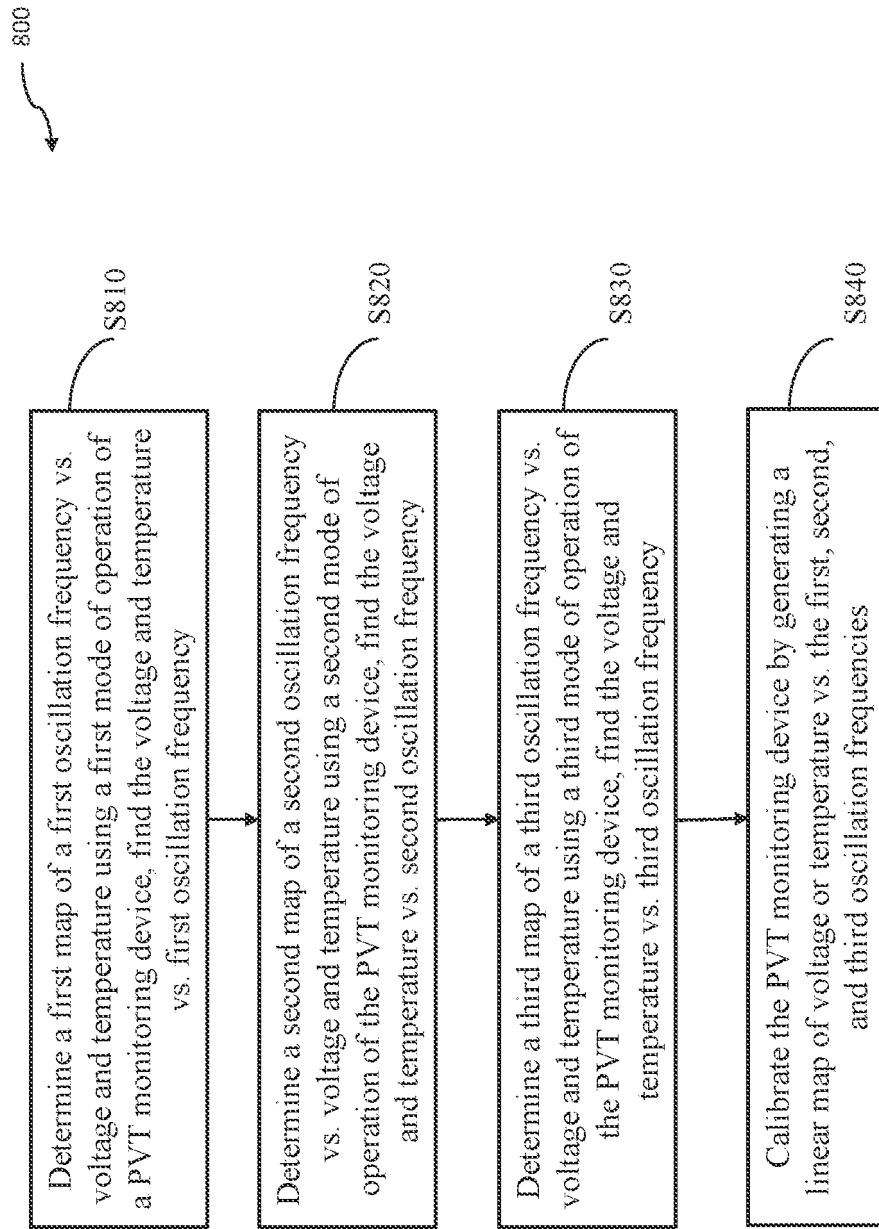 800
Determine a first map of a first oscillation frequency vs.
voltage and temperature using a first mode of operation of
a PVT monitoring device, find the voltage and temperature
vs. first oscillation frequency
S810
Determine a second map of a second oscillation frequency
vs. voltage and temperature using a second mode of
operation of the PVT monitoring device, find the voltage
and temperature vs. second oscillation frequency
S820
Determine a third map of a third oscillation frequency vs.
voltage and temperature using a third mode of operation of
the PVT monitoring device, find the voltage and
temperature vs. third oscillation frequency
S830
Calibrate the PVT monitoring device by generating a
linear map of voltage or temperature vs. the first, second,
and third oscillation frequencies
S840